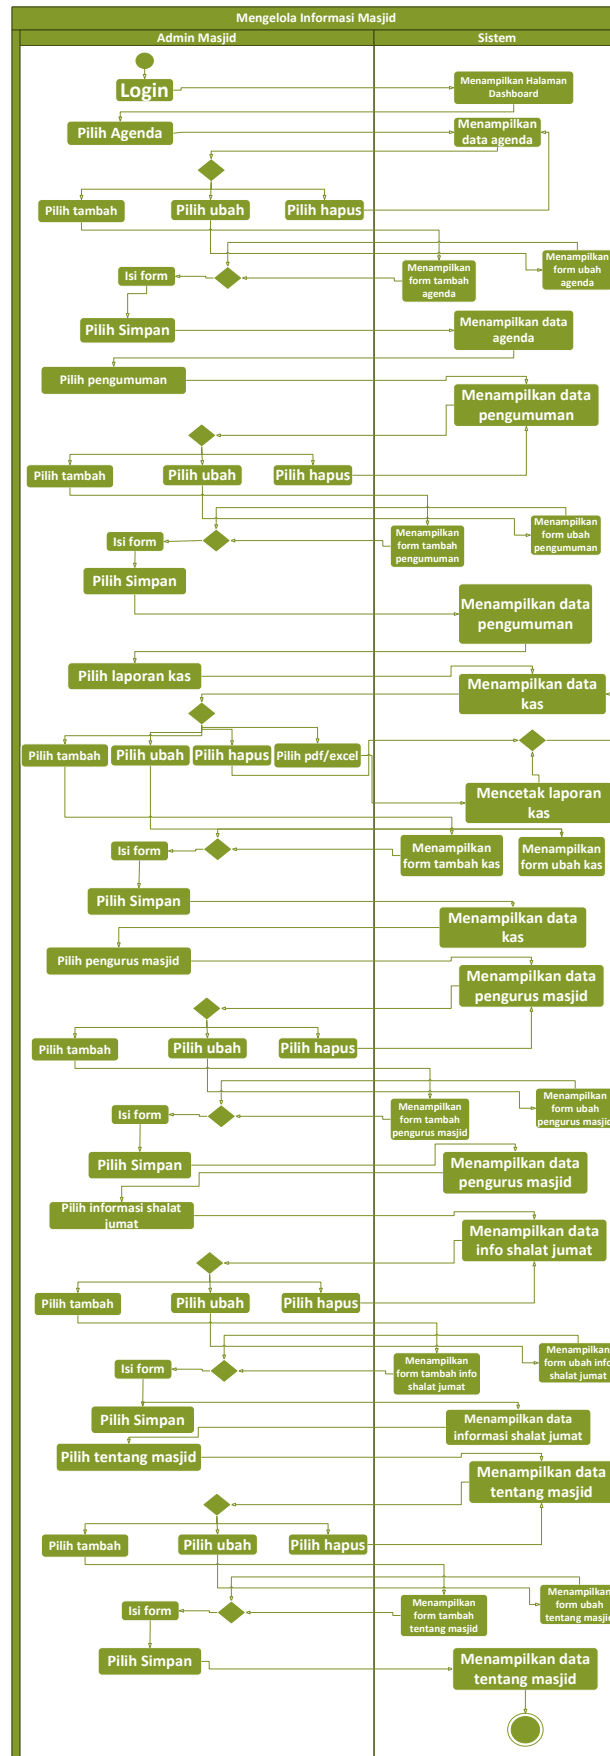 Mengelola Informasi Masjid
Admin Masjid
Sistem
Login
Menampilkan Halaman
Dashboard
Pilih Agenda
Menampilkan
data agenda
Pilih tambah
Pilih ubah
Pilih hapus
Isi form
Menampilkan
form tambah
agenda
Menampilkan
form ubah
agenda
Pilih Simpan
Menampilkan data
agenda
Pilih pengumuman
Menampilkan data
pengumuman
Pilih tambah
Pilih ubah
Pilih hapus
Isi form
Menampilkan
form tambah
pengumuman
Menampilkan
form ubah
pengumuman
Pilih Simpan
Menampilkan data
pengumuman
Pilih laporan kas
Menampilkan data
kas
Pilih tambah
Pilih ubah
Pilih hapus
Pilih pdf/excel
Mencetak laporan
kas
Isi form
Menampilkan
form tambah kas
Menampilkan
form ubah kas
Pilih Simpan
Menampilkan data
kas
Pilih pengurus masjid
Menampilkan data
pengurus masjid
Pilih tambah
Pilih ubah
Pilih hapus
Isi form
Menampilkan
form tambah
pengurus masjid
Menampilkan
form ubah
pengurus masjid
Pilih Simpan
Menampilkan data
pengurus masjid
Pilih informasi shalat
jumat
Menampilkan data
info shalat jumat
Pilih tambah
Pilih ubah
Pilih hapus
Isi form
Menampilkan
form tambah info
shalat jumat
Menampilkan
form ubah info
shalat jumat
Pilih Simpan
Menampilkan data
informasi shalat jumat
Pilih tentang masjid
Menampilkan data
tentang masjid
Pilih tambah
Pilih ubah
Pilih hapus
Isi form
Menampilkan
form tambah
tentang masjid
Menampilkan
form ubah
tentang masjid
Pilih Simpan
Menampilkan data
tentang masjid